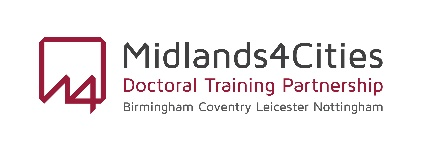 Midlands4Cities
Doctoral Training Partnership
Birmingham Coventry Leicester Nottingham